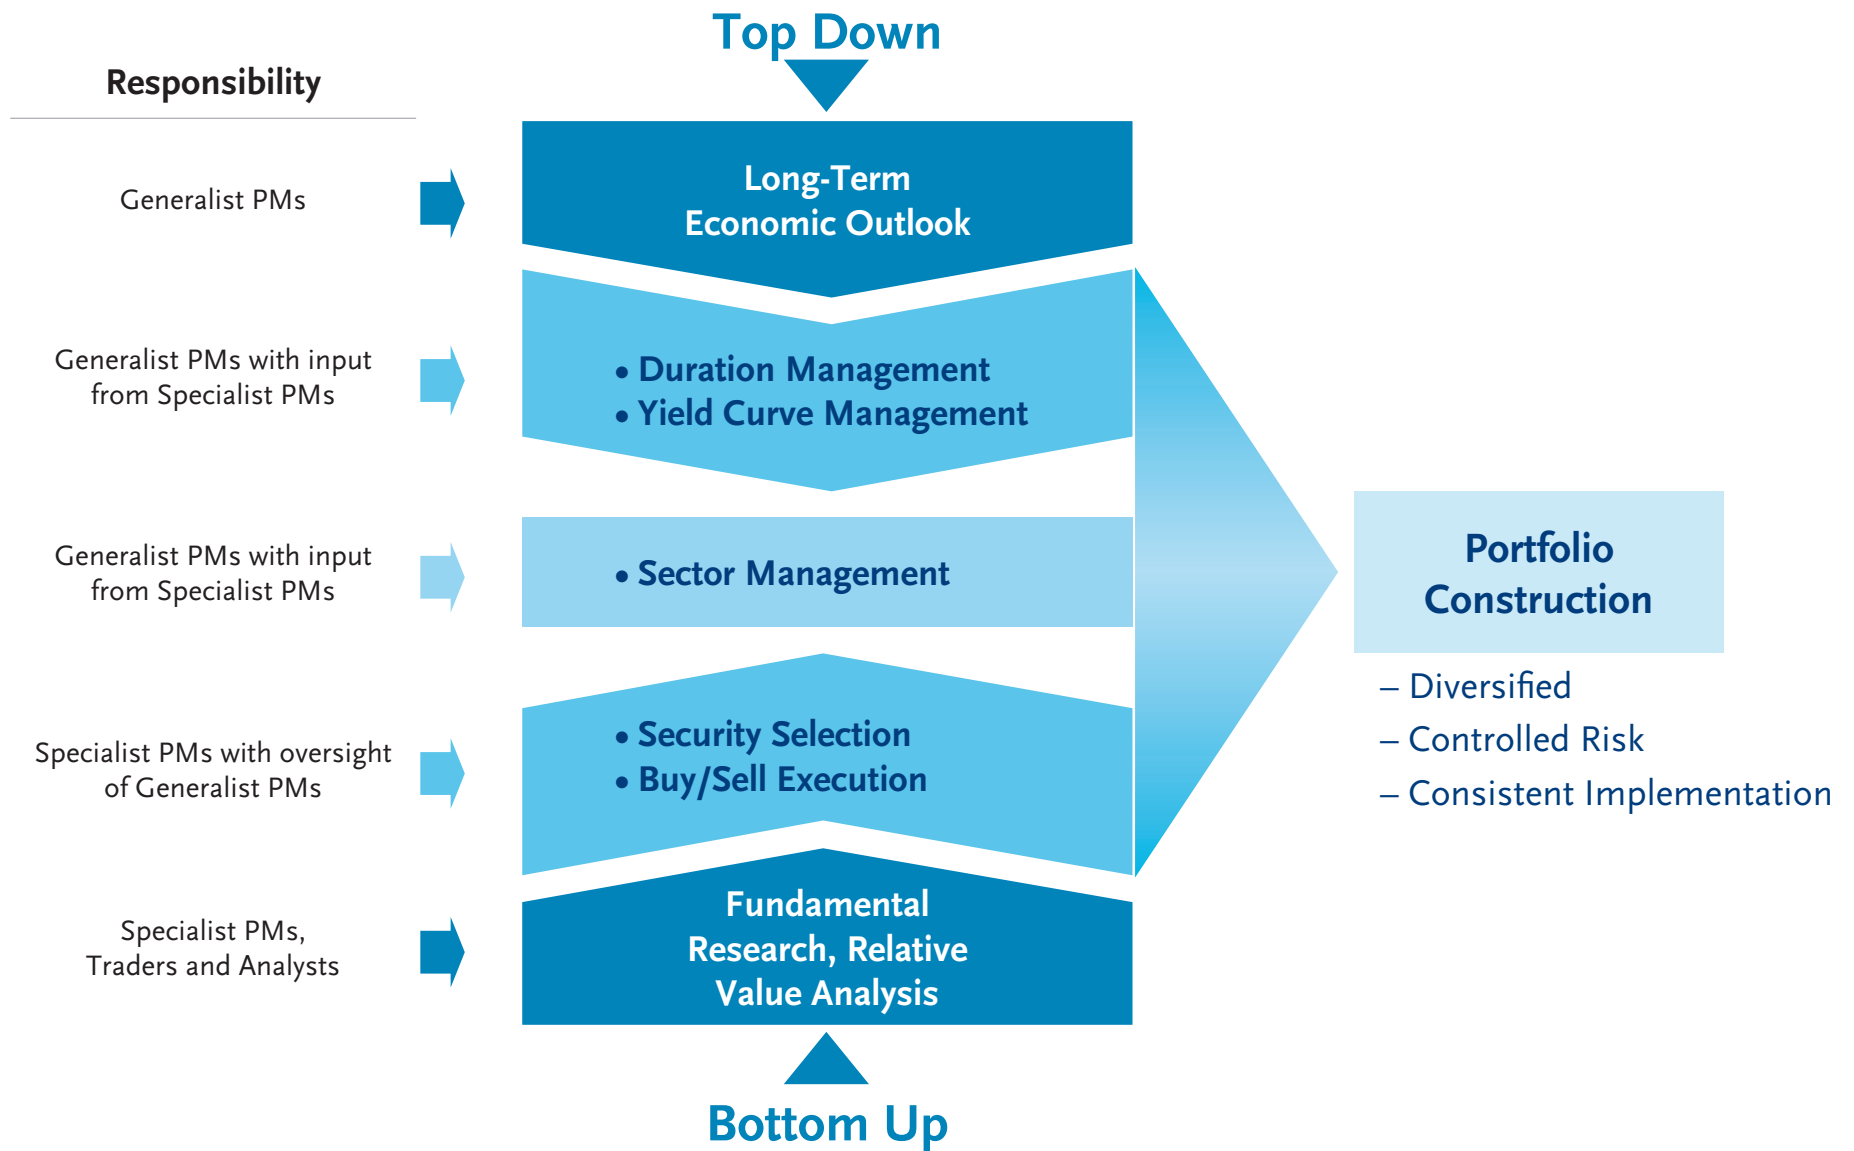 Top Down
Responsibility
Generalist PMs
Long-Term
Economic Outlook
Generalist PMs with input
from Specialist PMs
• Duration Management
• Yield Curve Management
Generalist PMs with input
from Specialist PMs
• Sector Management
Portfolio
Construction
– Diversified
– Controlled Risk
– Consistent Implementation
Specialist PMs with oversight
of Generalist PMs
• Security Selection
• Buy/Sell Execution
Specialist PMs,
Traders and Analysts
Fundamental
Research, Relative
Value Analysis
Bottom Up